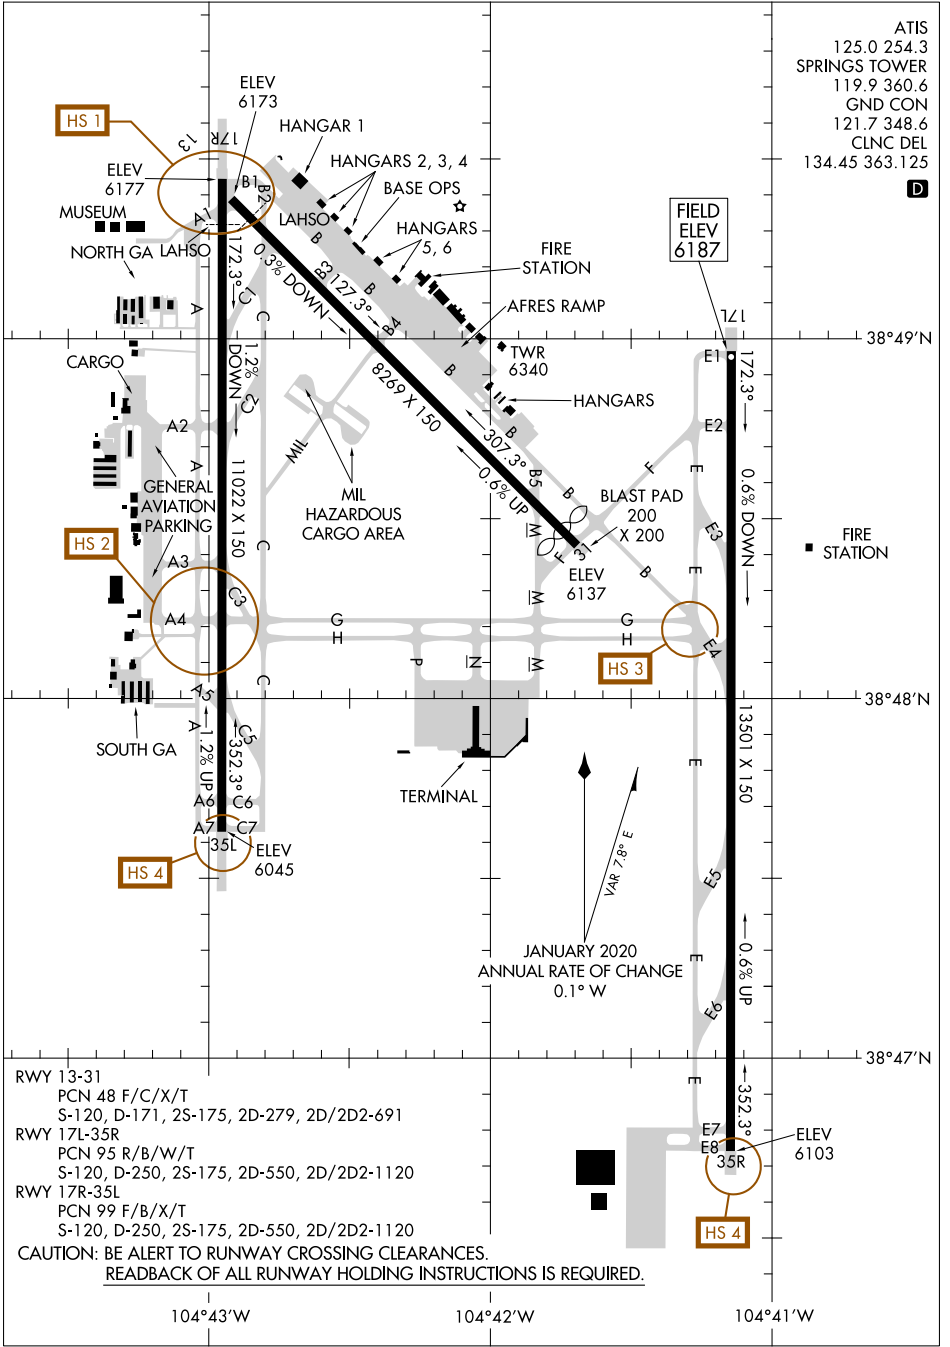 ATIS
125.0 254.3
SPRINGS TOWER
119.9 360.6
GND CON
121.7 348.6
CLNC DEL
134.45 363.125
D
ELEV
6173
HS 1
13
17R
HANGAR 1
HANGARS 2, 3, 4
BASE OPS
ELEV
6177
B1
B2
MUSEUM
A1
LAHSO
LAHSO
HANGARS
5, 6
FIRE
STATION
FIELD
ELEV
6187
NORTH GA
172.3°
0.3% DOWN
B
B3
127.3°
B
A
C1
C
B4
AFRES RAMP
17L
38°49'N
CARGO
1.2%
DOWN
C2
8269 X 150
B
TWR
6340
E1
172.3°
HANGARS
A2
A
MIL
307.3°
B
E2
F
E
11022 X 150
GENERAL
AVIATION
PARKING
MIL
HAZARDOUS
CARGO AREA
0.6% UP
B5
B
BLAST PAD
200
X 200
0.6% DOWN
E3
HS 2
M
F
31
FIRE
STATION
C
A3
ELEV
6137
B
E
C3
M
A4
G
H
G
H
E4
HS 3
P
N
M
A5
C
38°48'N
A
SOUTH GA
1.2% UP
352.3°
C5
13501 X 150
TERMINAL
E
A6
C6
A7
C7
35L
ELEV
6045
HS 4
VAR 7.8° E
E5
JANUARY 2020
ANNUAL RATE OF CHANGE
0.1° W
E
0.6% UP
E6
38°47'N
RWY 13-31
PCN 48 F/C/X/T
S-120, D-171, 2S-175, 2D-279, 2D/2D2-691
RWY 17L-35R
PCN 95 R/B/W/T
S-120, D-250, 2S-175, 2D-550, 2D/2D2-1120
RWY 17R-35L
PCN 99 F/B/X/T
S-120, D-250, 2S-175, 2D-550, 2D/2D2-1120
E
352.3°
E7
E8
35R
ELEV
6103
HS 4
CAUTION: BE ALERT TO RUNWAY CROSSING CLEARANCES.
READBACK OF ALL RUNWAY HOLDING INSTRUCTIONS IS REQUIRED.
104°43'W
104°42'W
104°41'W